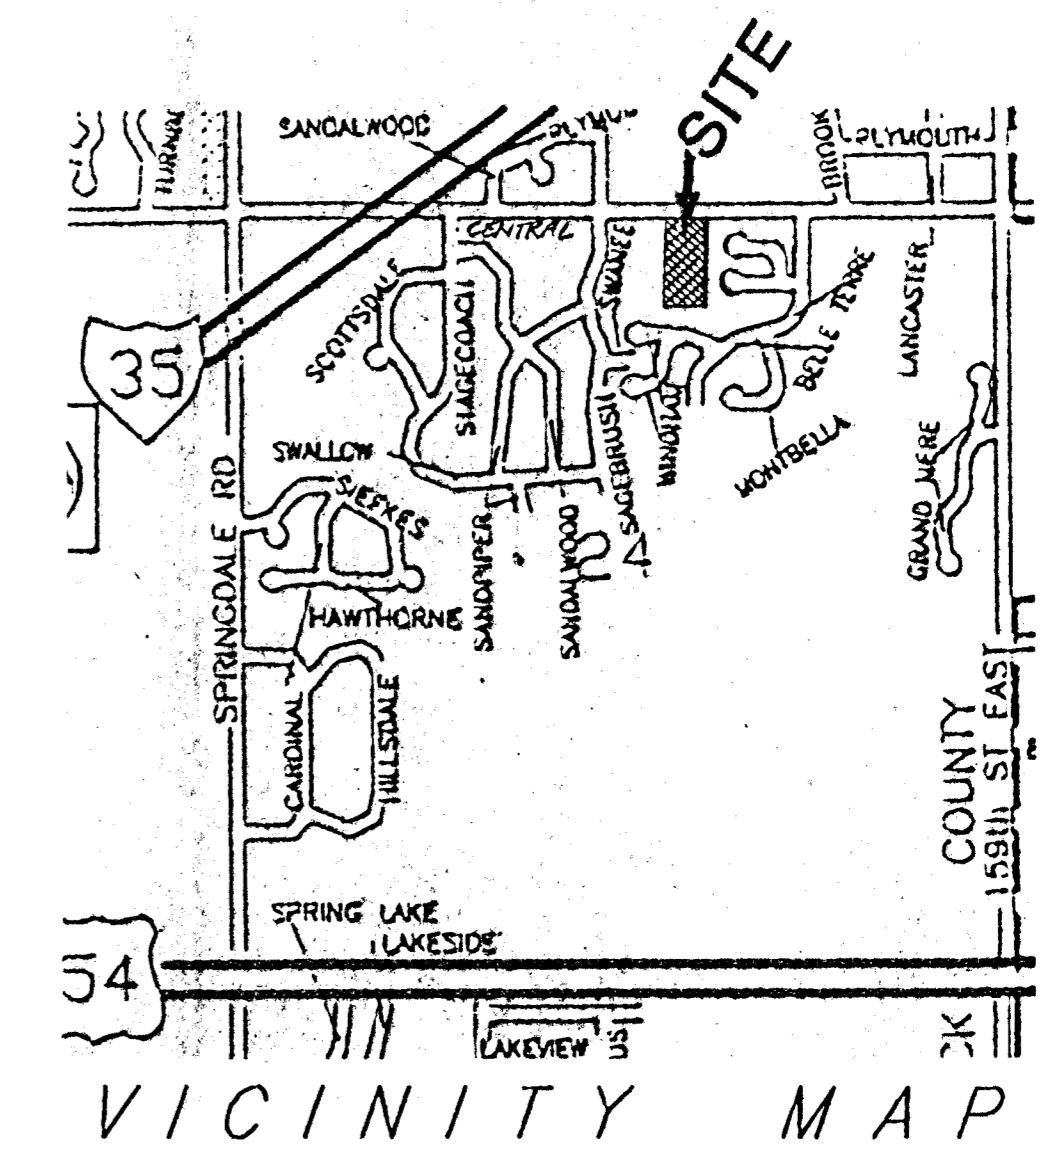 SITE
SANDALWOOD
PLYMOUTH
BROOK
CENTRAL
SWANEE
SCOTTSDALE
STAGECOACH
BELLE TERRE
LANCASTER
35
SWALLOW
SIEFKES
SAGEBRUSH
MONTBELLA
GRAND MERE
SPRINGDALE RD
SANDPIPER
SANDALWOOD
HAWTHORNE
CARDINAL
HILLSDALE
COUNTY
159th ST EAST
SPRING LAKE
LAKESIDE
54
LAKEVIEW
VICINITY MAP